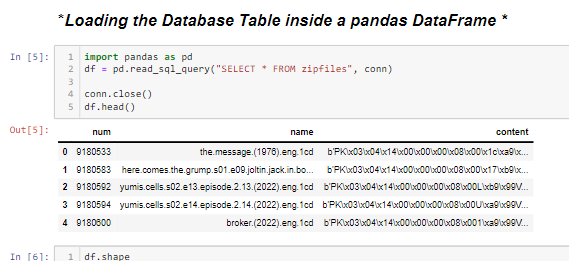 *Loading the Database Table inside a pandas DataFrame *
In [5]:
1 import pandas as pd
2 df = pd.read_sql_query("SELECT * FROM zipfiles", conn)
3
4 conn.close()
5 df.head()
Out[5]:
num name content
0 9180533 the.message.(1976).eng.1cd b'PK\x03\x04\x14\x00\x00\x00\x08\x00\x1c\xa9\x...
1 9180583 here.comes.the.grump.s01.e09.joltin.jack.in.bo... b'PK\x03\x04\x14\x00\x00\x00\x08\x00\x17\xb9\x...
2 9180592 yumis.cells.s02.e13.episode.2.13.(2022).eng.1cd b'PK\x03\x04\x14\x00\x00\x00\x08\x00L\xb9\x99V...
3 9180594 yumis.cells.s02.e14.episode.2.14.(2022).eng.1cd b'PK\x03\x04\x14\x00\x00\x00\x08\x00U\xa9\x99V...
4 9180600 broker.(2022).eng.1cd b'PK\x03\x04\x14\x00\x00\x00\x08\x001\xa9\x99V...
In [6]:
1 df.shape